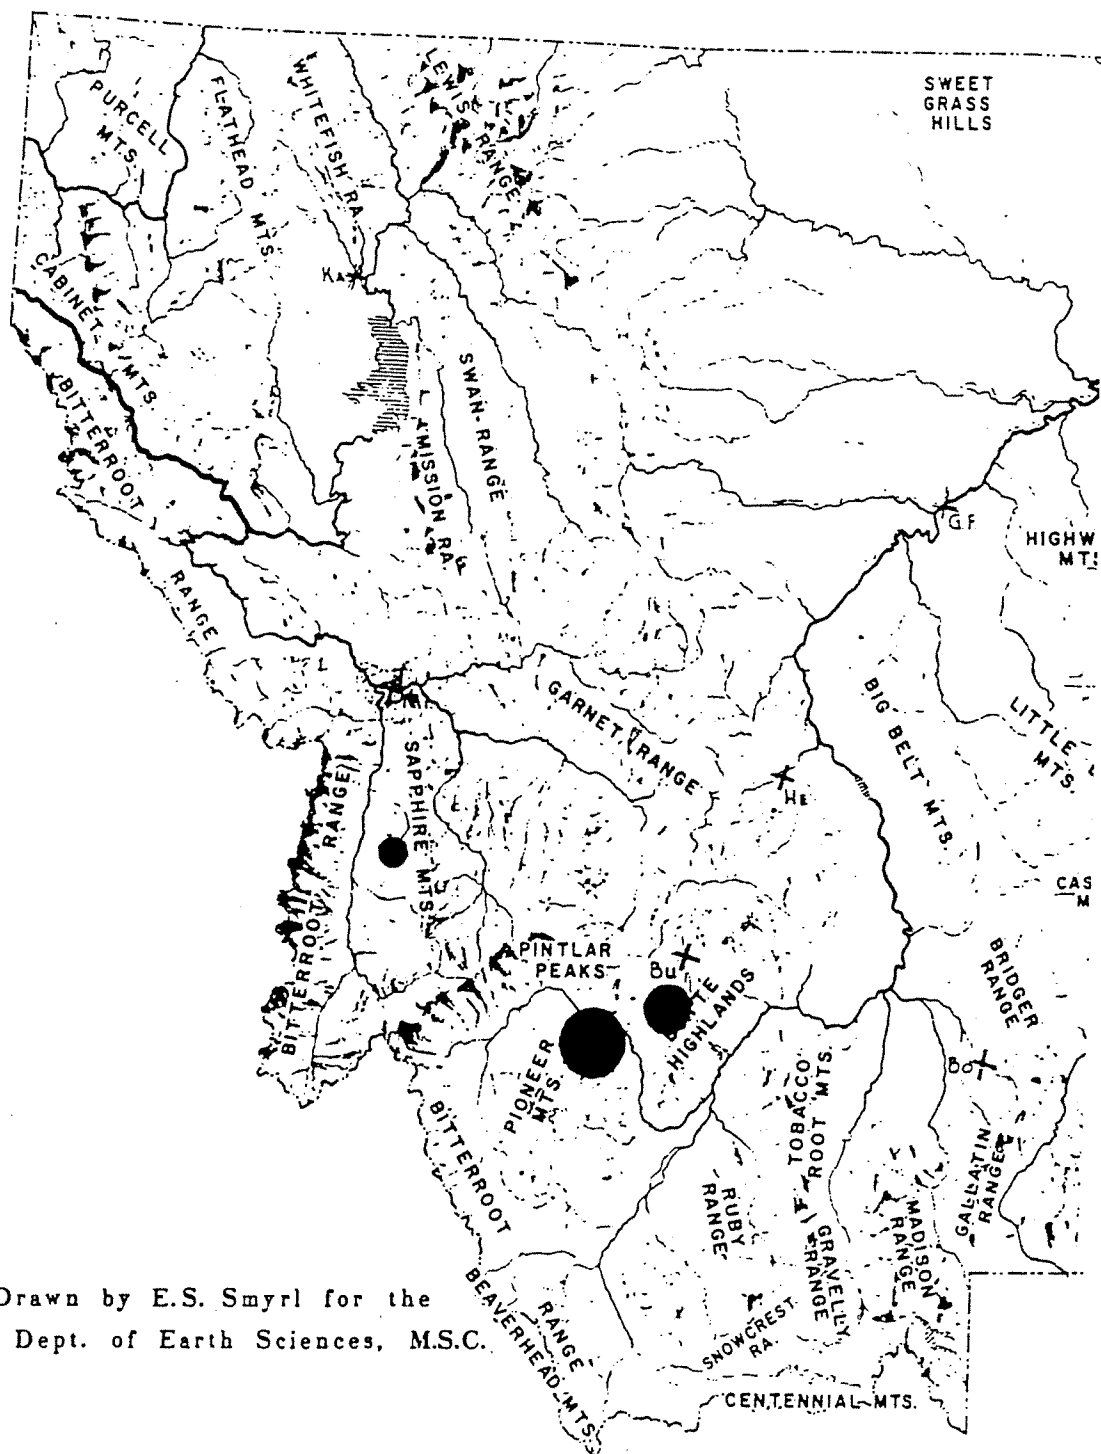 SWEET
GRASS
HILLS
PURCELL
MTS.
FLATHEAD MTS.
WHITEFISH RA.
LEWIS RANGE
KA
CABINET MTS.
BITTERROOT
RANGE
MISSION RA.
SWAN RANGE
G.F.
HIGHW
MTS
GARNET RANGE
BIG BELT MTS.
LITTLE
MTS.
HE
SAPPHIRE MTS.
BITTERROOT RANGE
CAS
M
PINTLAR
PEAKS
BU
HIGHLANDS
BRIDGER
RANGE
BO
PIONEER
MTS.
TOBACCO
ROOT MTS.
BITTERROOT
RANGE
RUBY
RANGE
GRAVELLY
RANGE
MADISON
RANGE
GALLATIN
RANGE
BEAVERHEAD MTS.
SNOWCREST
RA.
CENTENNIAL MTS.
Drawn by E.S. Smyrl for the
Dept. of Earth Sciences, M.S.C.